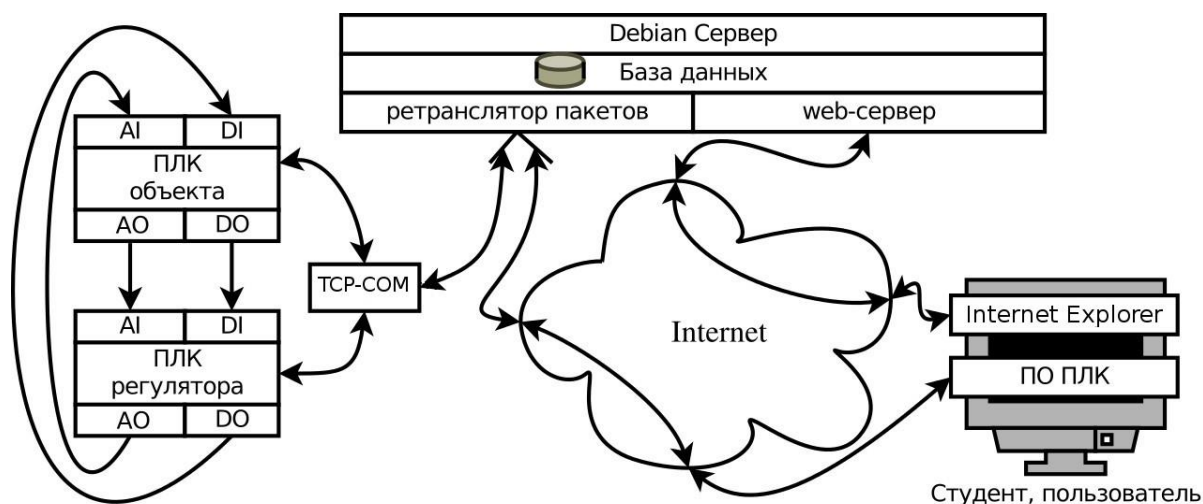 Debian Сервер
База данных
ретранслятор пакетов
web-сервер
AI
DI
ПЛК
объекта
AO
DO
TCP-COM
AI
DI
ПЛК
регулятора
AO
DO
Internet
Internet Explorer
ПО ПЛК
Студент, пользователь